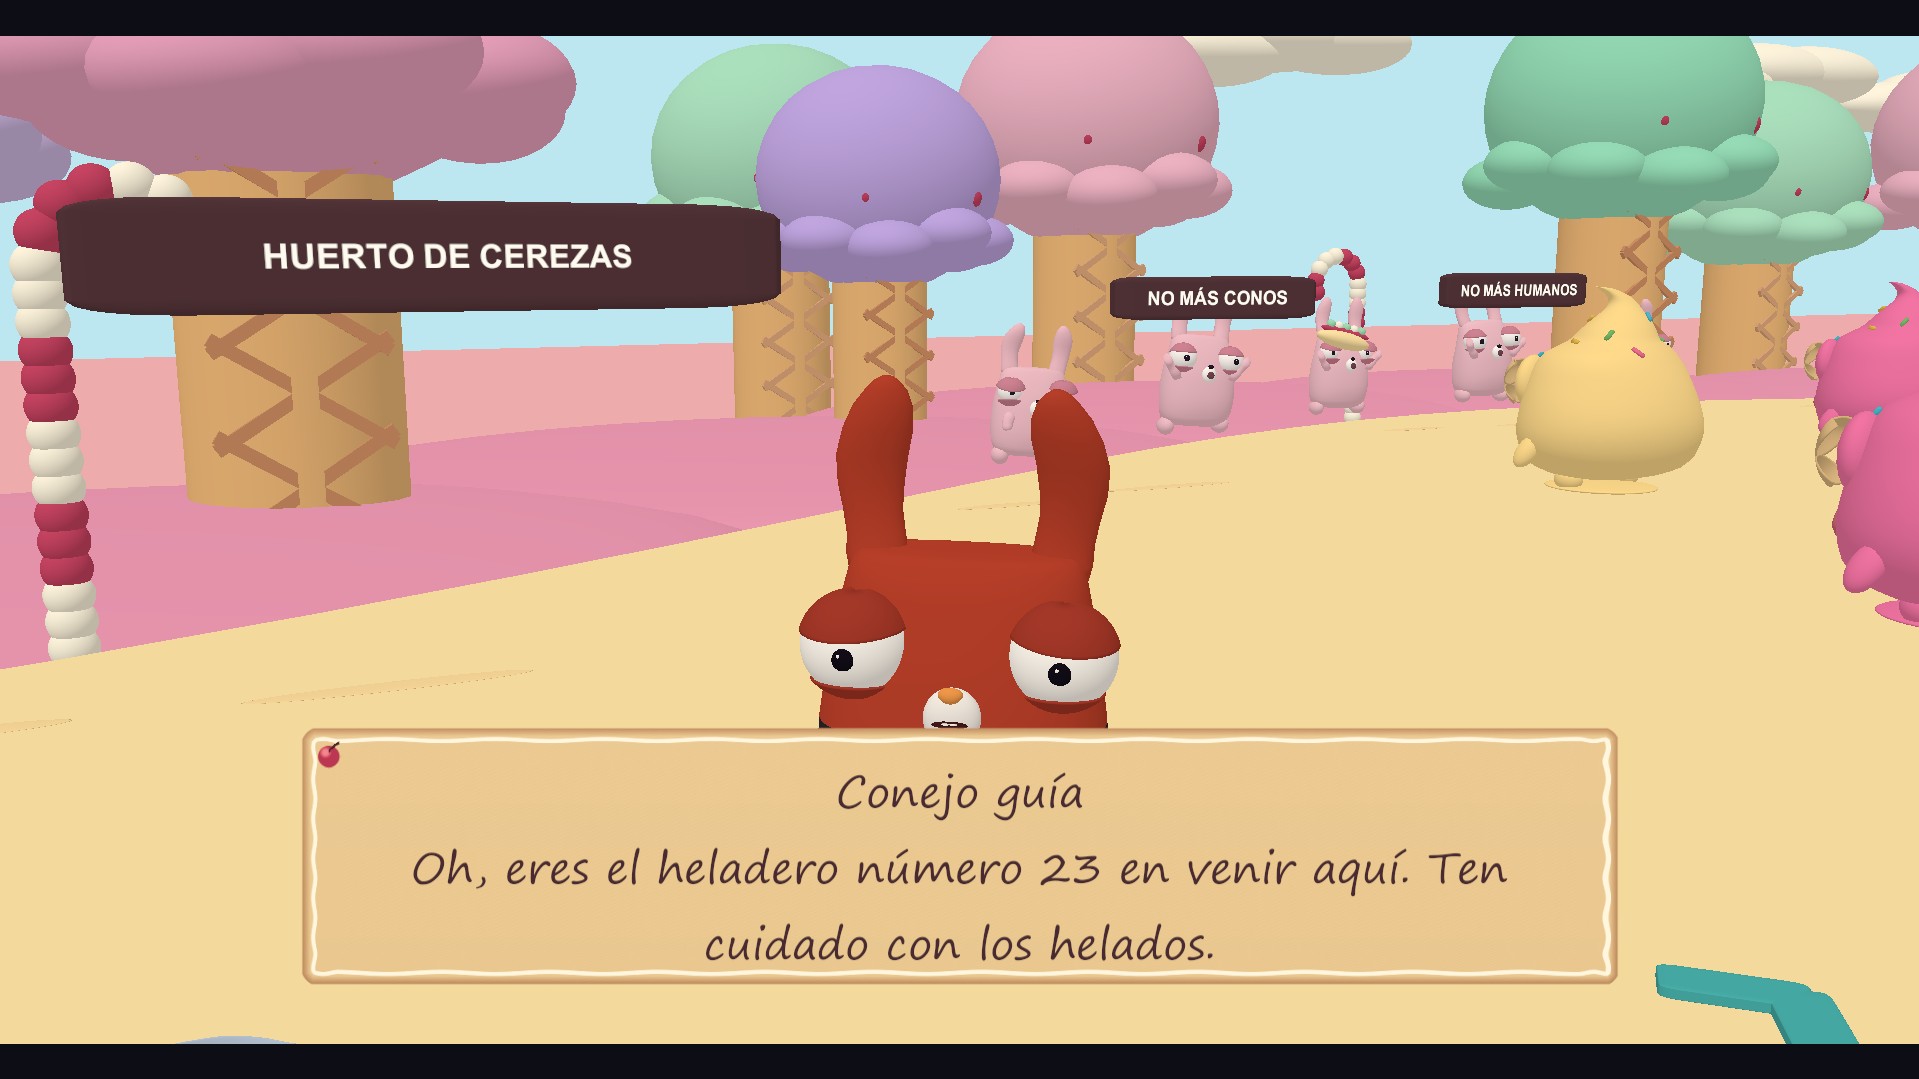 HUERTO DE CEREZAS
NO MÁS CONOS
NO MÁS HUMANOS
Conejo guía
Oh, eres el heladero número 23 en venir aquí. Ten
cuidado con los helados.